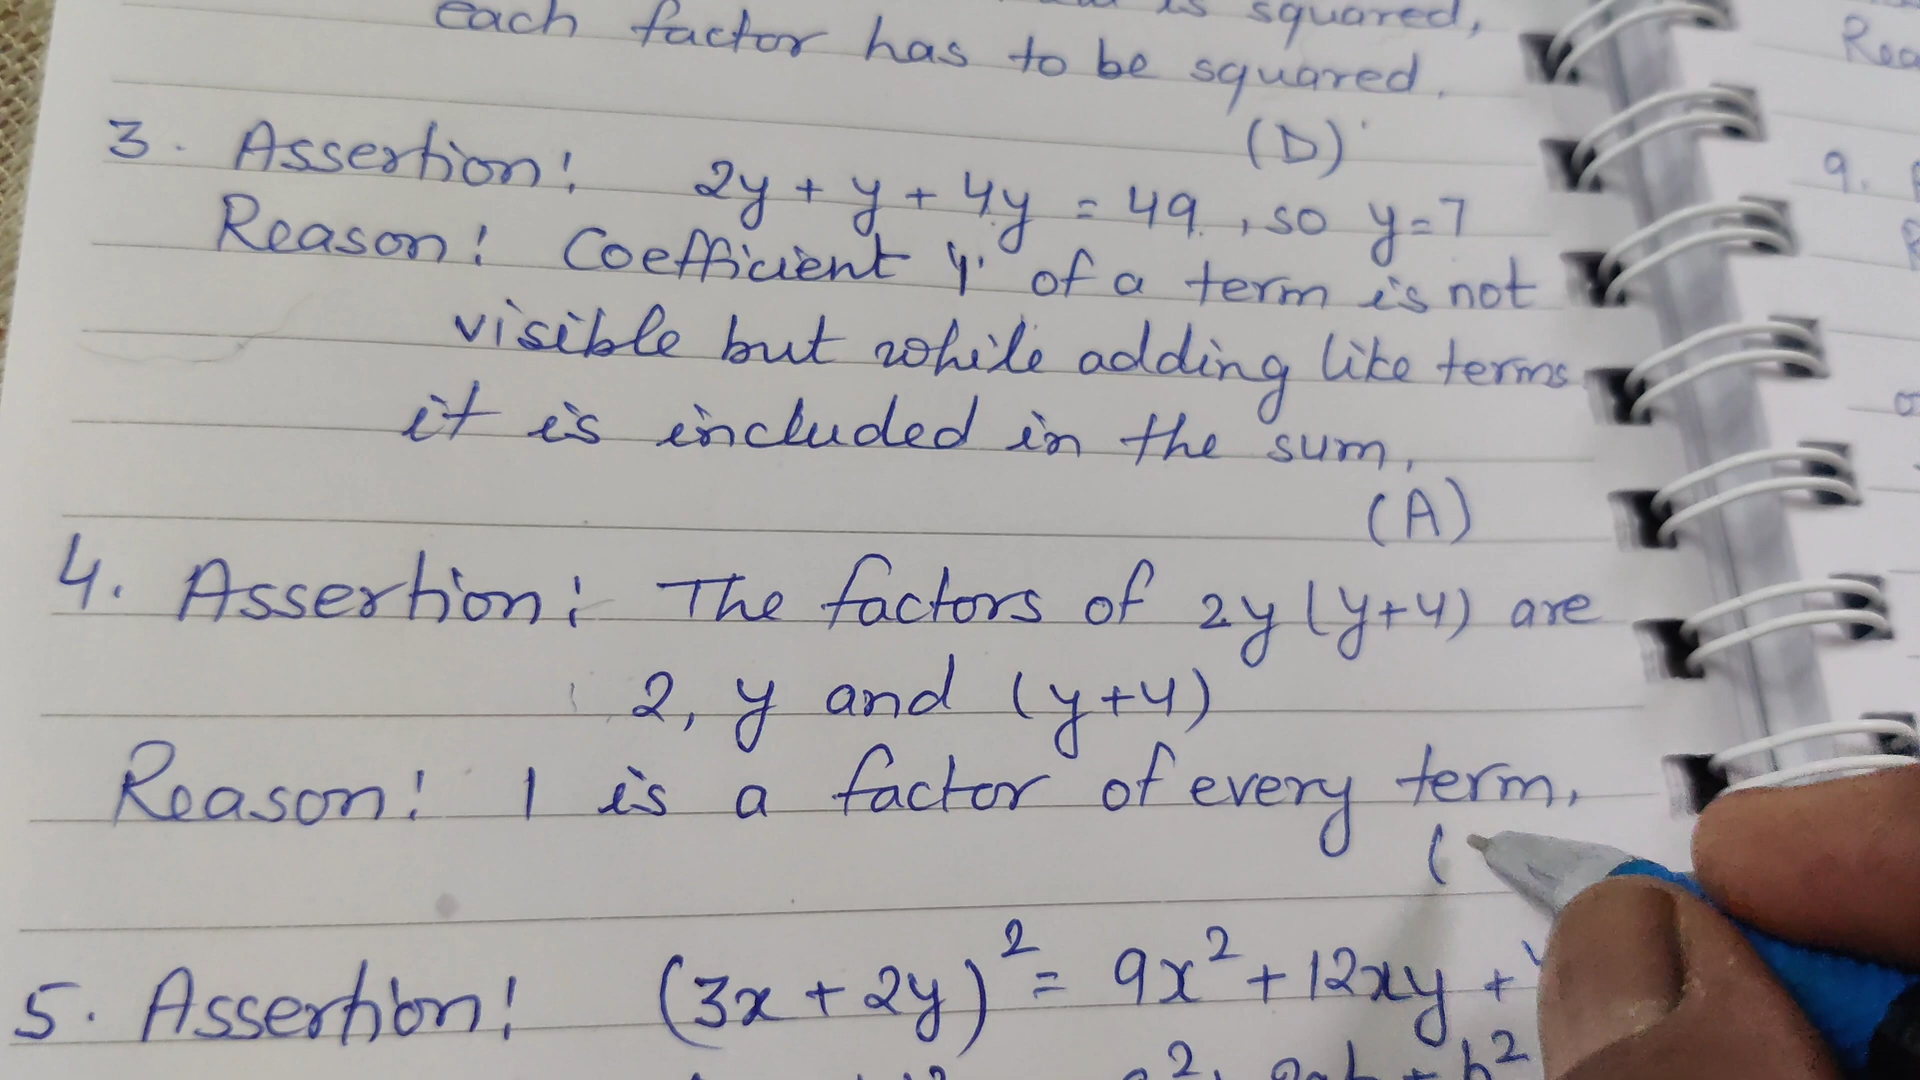 is squared,
each factor has to be squared.
(D)
3. Assertion: 2y + y + 4y = 49, so y=7
Reason: Coefficient '1' of a term is not
visible but while adding like terms
it is included in the sum.
(A)
4. Assertion: The factors of 2y(y+4) are
2, y and (y+4)
Reason: 1 is a factor of every term.
(
5. Assertion: (3x + 2y)² = 9x² + 12xy +
9.